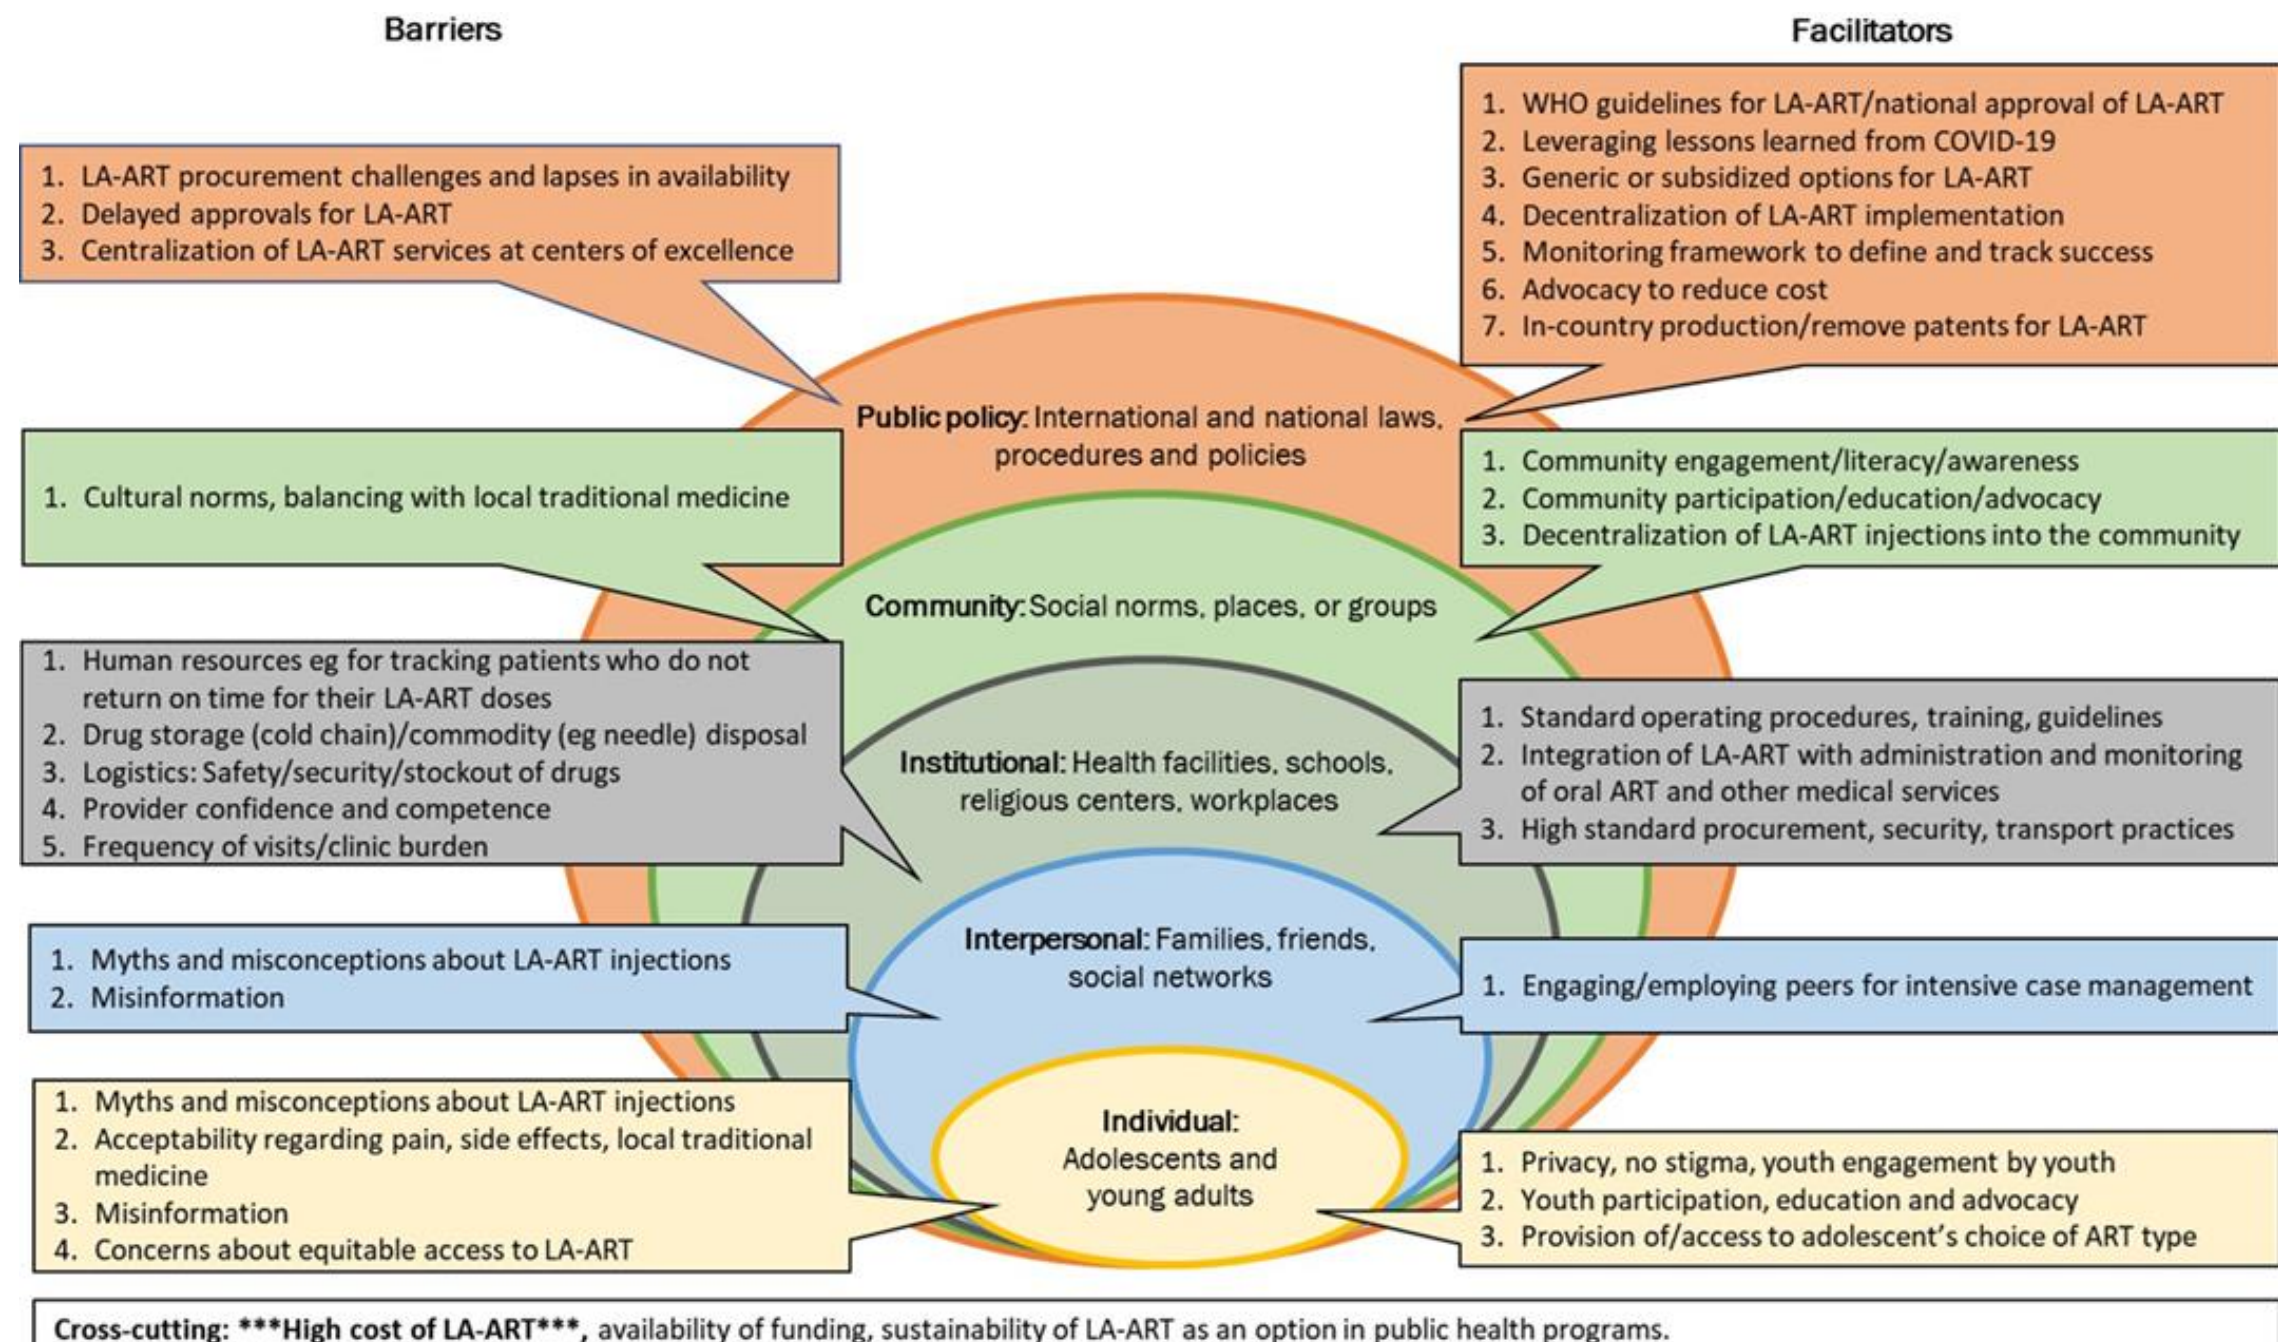 Barriers
Facilitators
1. LA-ART procurement challenges and lapses in availability
2. Delayed approvals for LA-ART
3. Centralization of LA-ART services at centers of excellence
1. WHO guidelines for LA-ART/national approval of LA-ART
2. Leveraging lessons learned from COVID-19
3. Generic or subsidized options for LA-ART
4. Decentralization of LA-ART implementation
5. Monitoring framework to define and track success
6. Advocacy to reduce cost
7. In-country production/remove patents for LA-ART
Public policy: International and national laws,
procedures and policies
1. Cultural norms, balancing with local traditional medicine
1. Community engagement/literacy/awareness
2. Community participation/education/advocacy
3. Decentralization of LA-ART injections into the community
Community: Social norms, places, or groups
1. Human resources eg for tracking patients who do not
return on time for their LA-ART doses
2. Drug storage (cold chain)/commodity (eg needle) disposal
3. Logistics: Safety/security/stockout of drugs
4. Provider confidence and competence
5. Frequency of visits/clinic burden
Institutional: Health facilities, schools,
religious centers, workplaces
1. Standard operating procedures, training, guidelines
2. Integration of LA-ART with administration and monitoring
of oral ART and other medical services
3. High standard procurement, security, transport practices
1. Myths and misconceptions about LA-ART injections
2. Misinformation
Interpersonal: Families, friends,
social networks
1. Engaging/employing peers for intensive case management
1. Myths and misconceptions about LA-ART injections
2. Acceptability regarding pain, side effects, local traditional
medicine
3. Misinformation
4. Concerns about equitable access to LA-ART
Individual:
Adolescents and
young adults
1. Privacy, no stigma, youth engagement by youth
2. Youth participation, education and advocacy
3. Provision of/access to adolescent's choice of ART type
Cross-cutting: ***High cost of LA-ART***, availability of funding, sustainability of LA-ART as an option in public health programs.